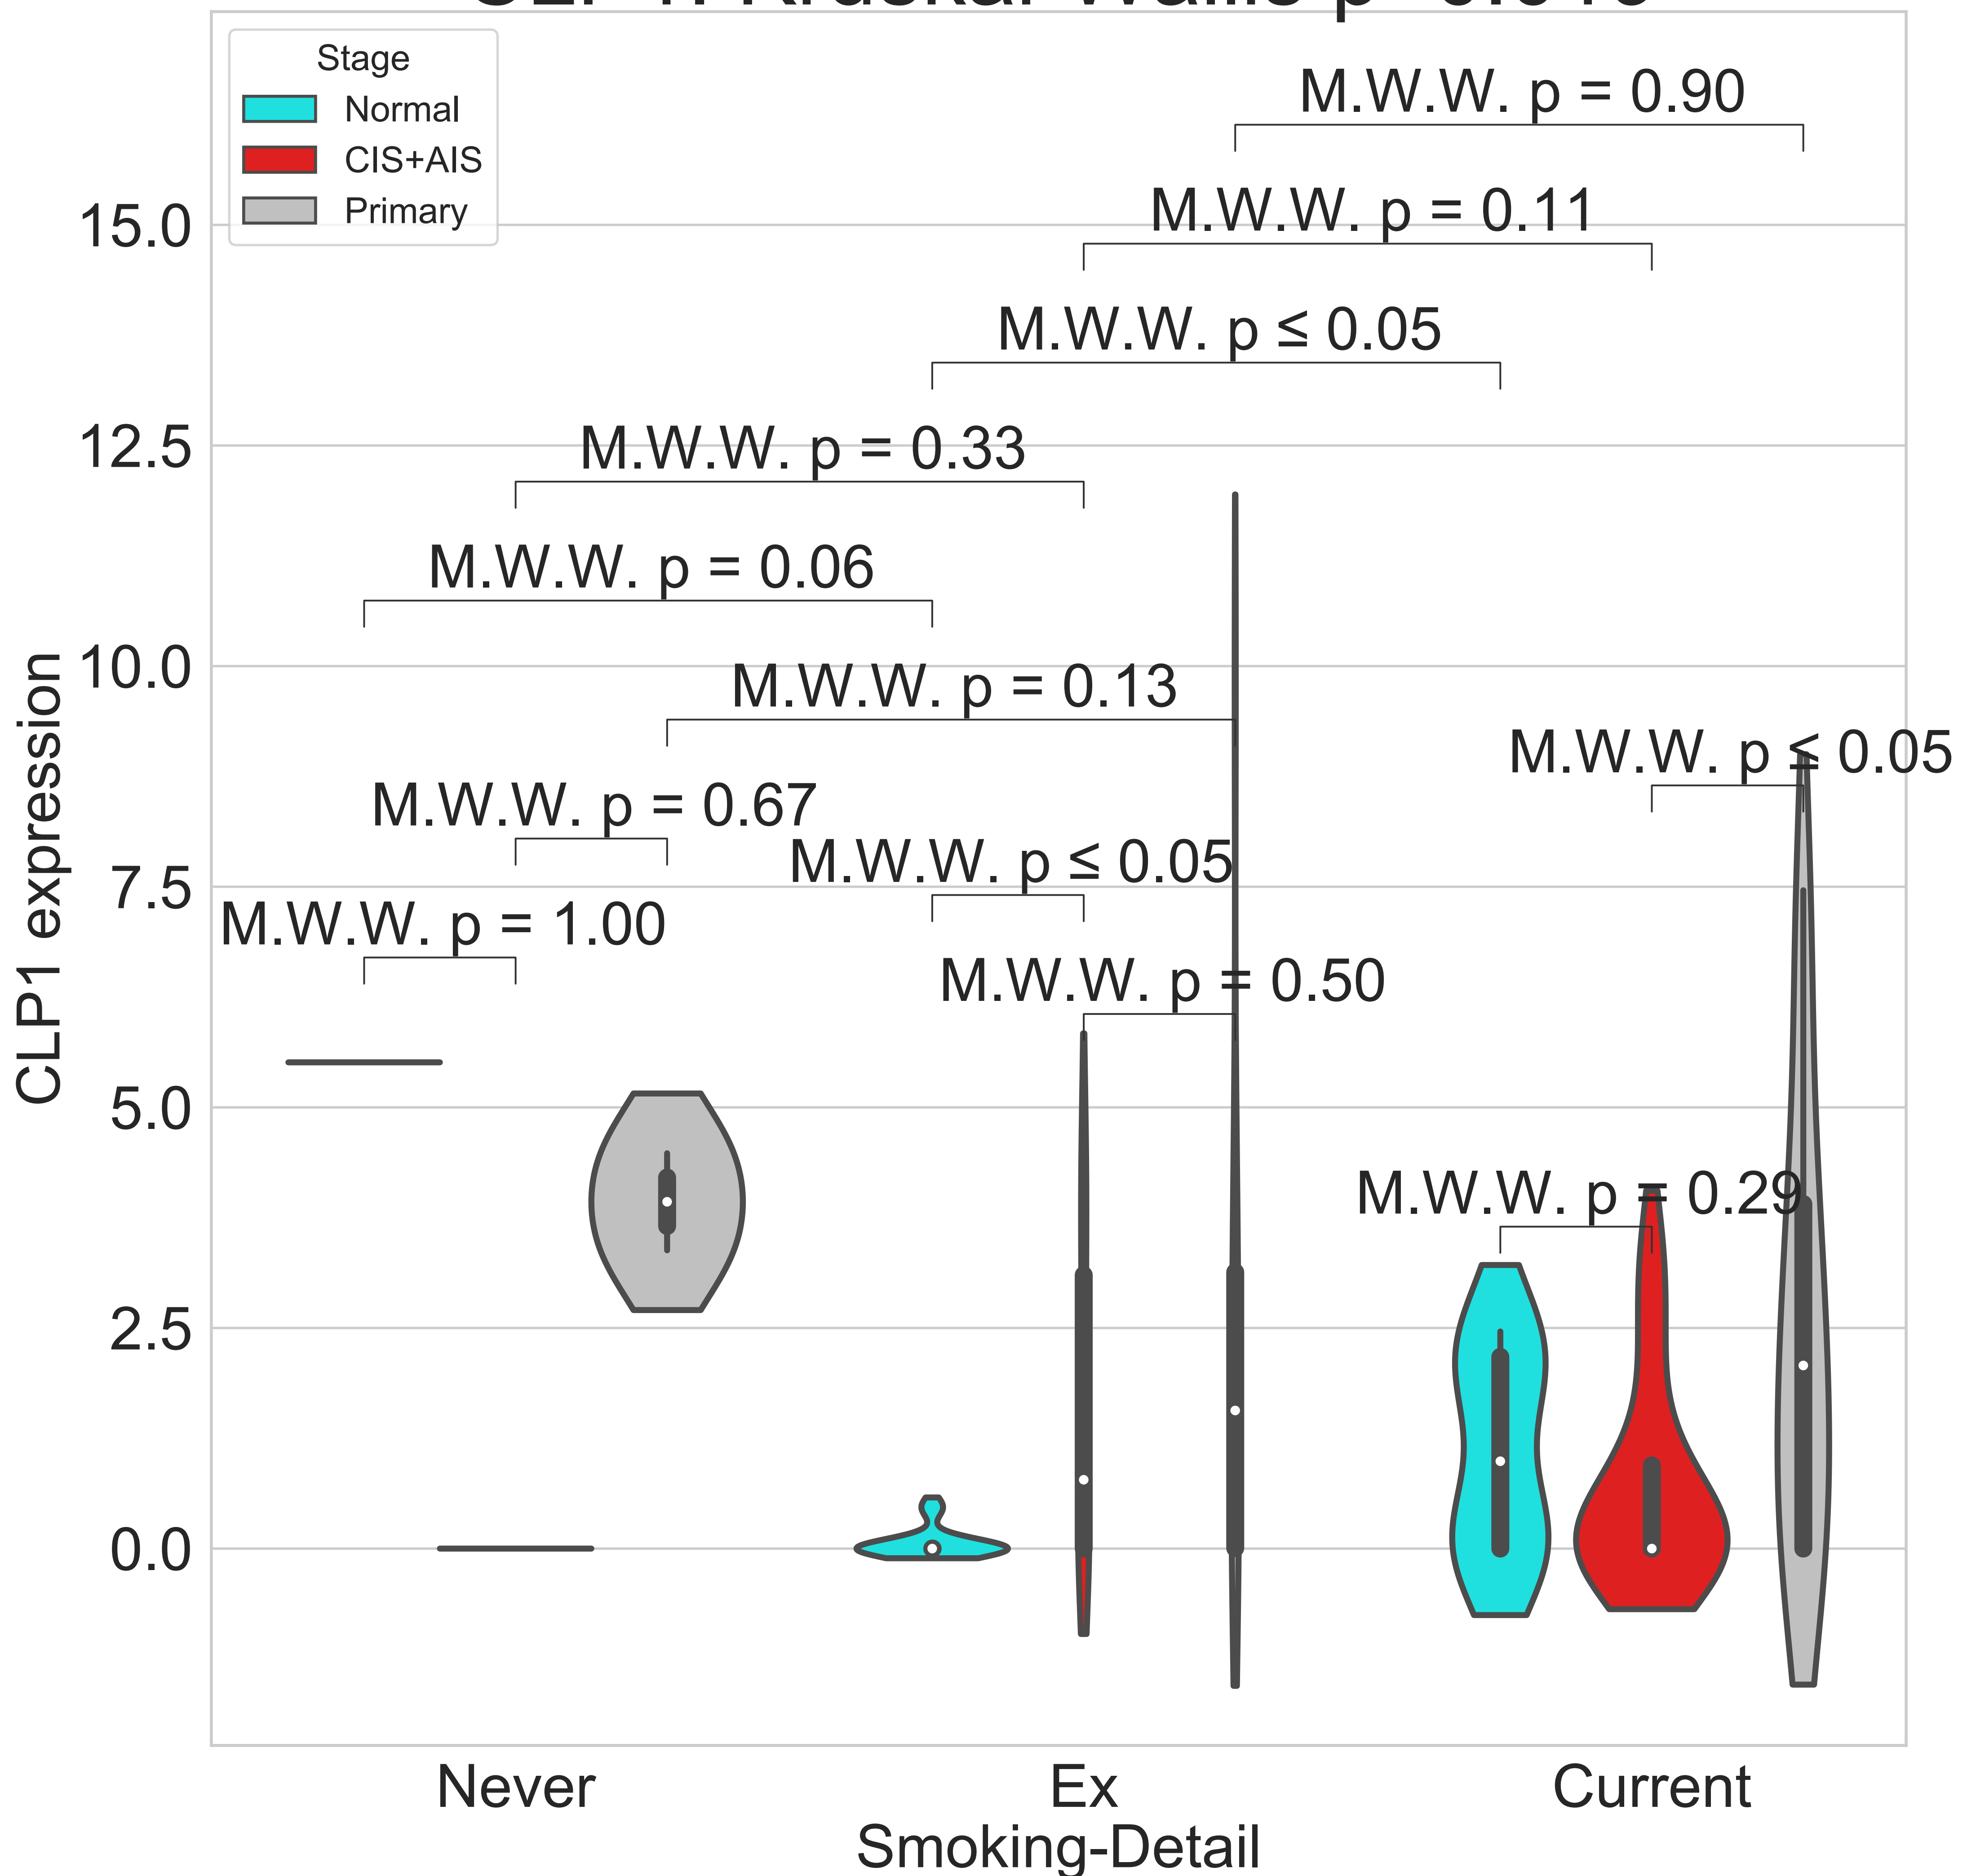 Stage
Normal
CIS+AIS
Primary
M.W.W. p = 0.90
M.W.W. p = 0.11
M.W.W. p ≤ 0.05
M.W.W. p = 0.33
M.W.W. p = 0.06
M.W.W. p = 0.13
M.W.W. p ≤ 0.05
M.W.W. p = 0.67
M.W.W. p ≤ 0.05
M.W.W. p = 1.00
M.W.W. p = 0.50
M.W.W. p = 0.29
15.0
12.5
10.0
7.5
5.0
2.5
0.0
CLP1 expression
Never
Ex
Current
Smoking-Detail